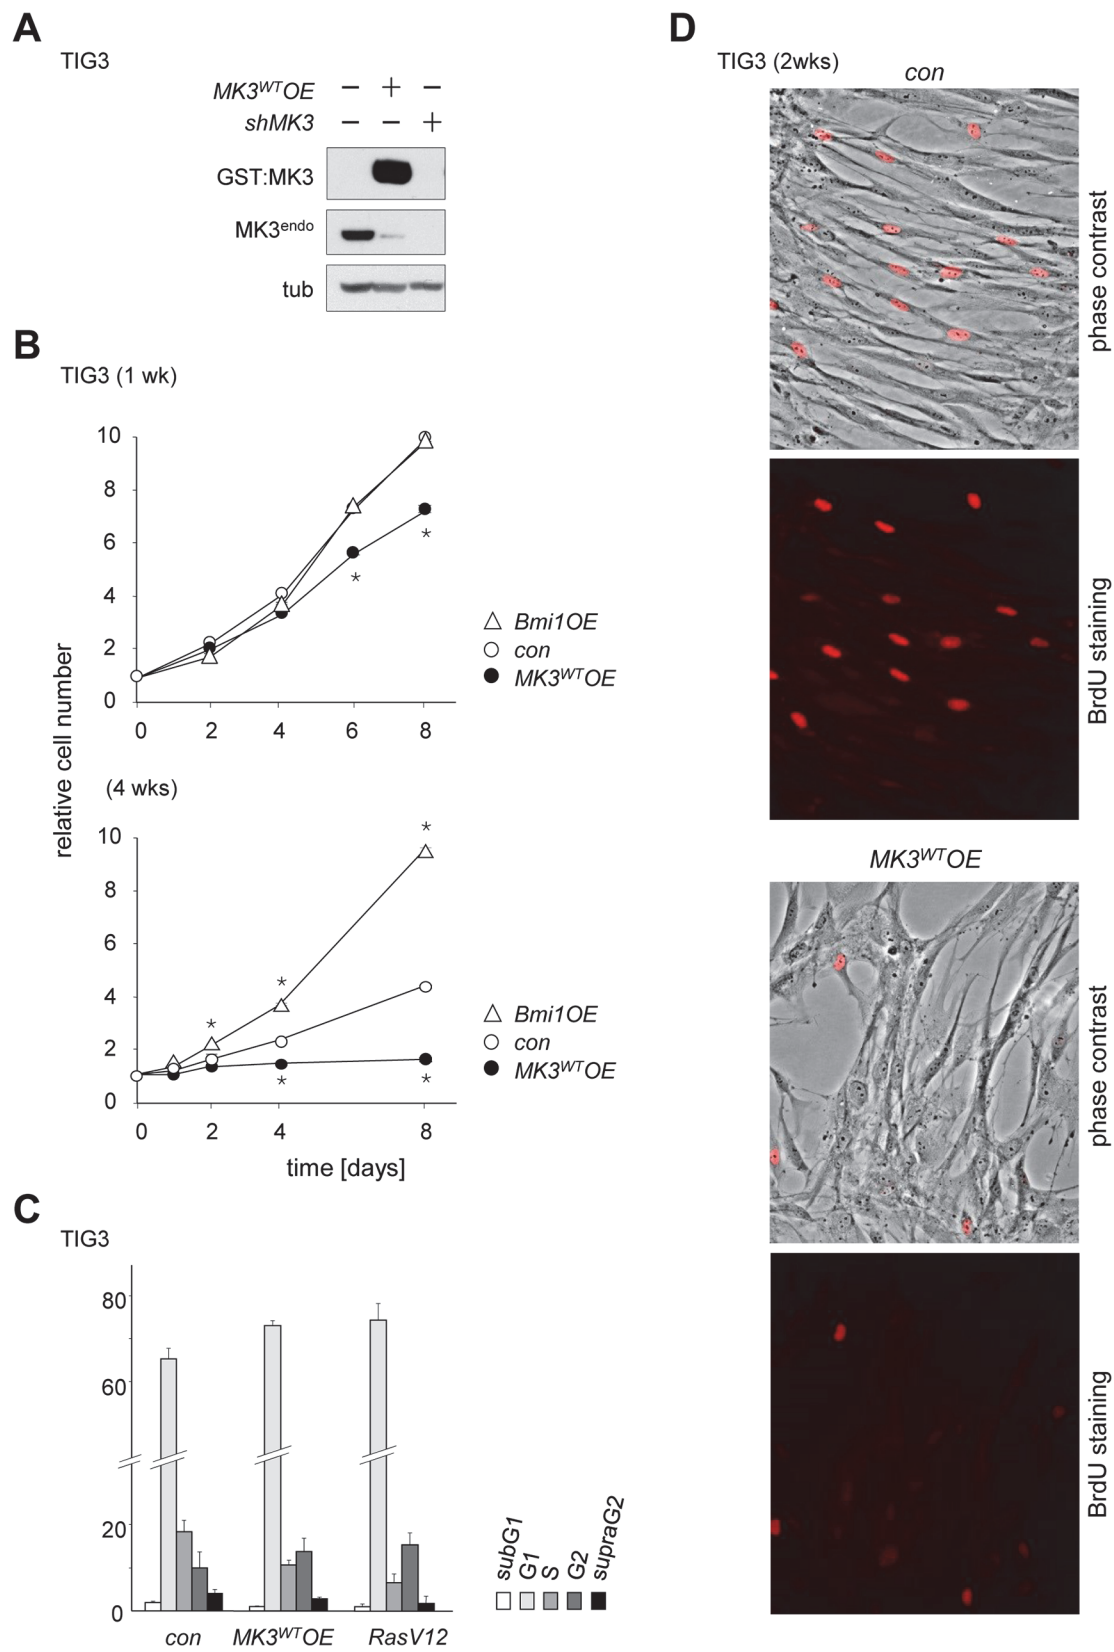 A
TIG3
MK3ᵂᵀOE − + −
shMK3 − − +
GST:MK3
MK3ᵉⁿᵈᵒ
tub
B
TIG3 (1 wk)
10
8
6
4
2
0
0 2 4 6 8
* *
Bmi1OE
con
MK3ᵂᵀOE
relative cell number
(4 wks)
10
8
6
4
2
0
0 2 4 8
* * * * *
Bmi1OE
con
MK3ᵂᵀOE
time [days]
C
TIG3
80
60
20
0
con MK3ᵂᵀOE RasV12
subG1
G1
S
G2
supraG2
D
TIG3 (2wks)
con
phase contrast
BrdU staining
MK3ᵂᵀOE
phase contrast
BrdU staining